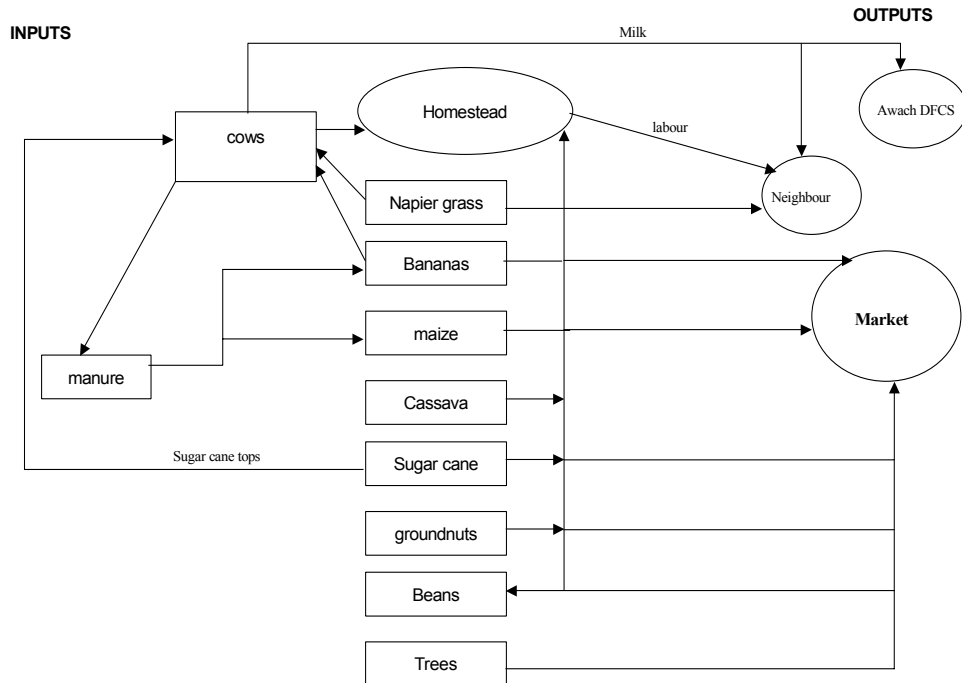 OUTPUTS
INPUTS
Milk
Homestead
Awach DFCS
cows
labour
Napier grass
Neighbour
Bananas
maize
Market
manure
Cassava
Sugar cane tops
Sugar cane
groundnuts
Beans
Trees